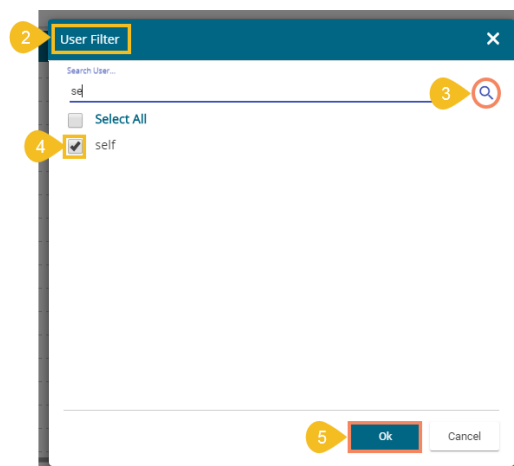 2 User Filter
Search User...
se
3
Select All
4 self
5 Ok Cancel